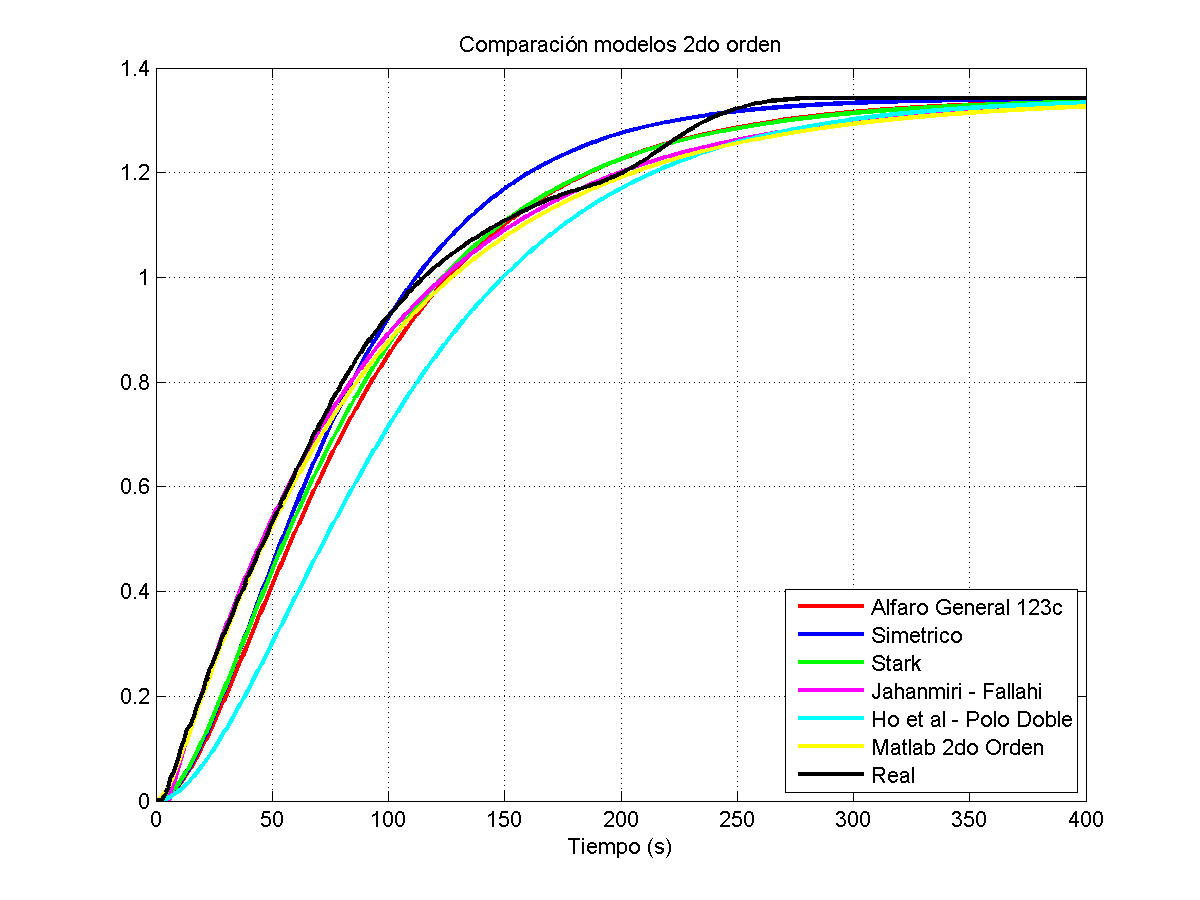 Comparación modelos 2do orden
1.4
1.2
1
0.8
0.6
0.4
0.2
0
0 50 100 150 200 250 300 350 400
Tiempo (s)
Alfaro General 123c
Simetrico
Stark
Jahanmiri - Fallahi
Ho et al - Polo Doble
Matlab 2do Orden
Real